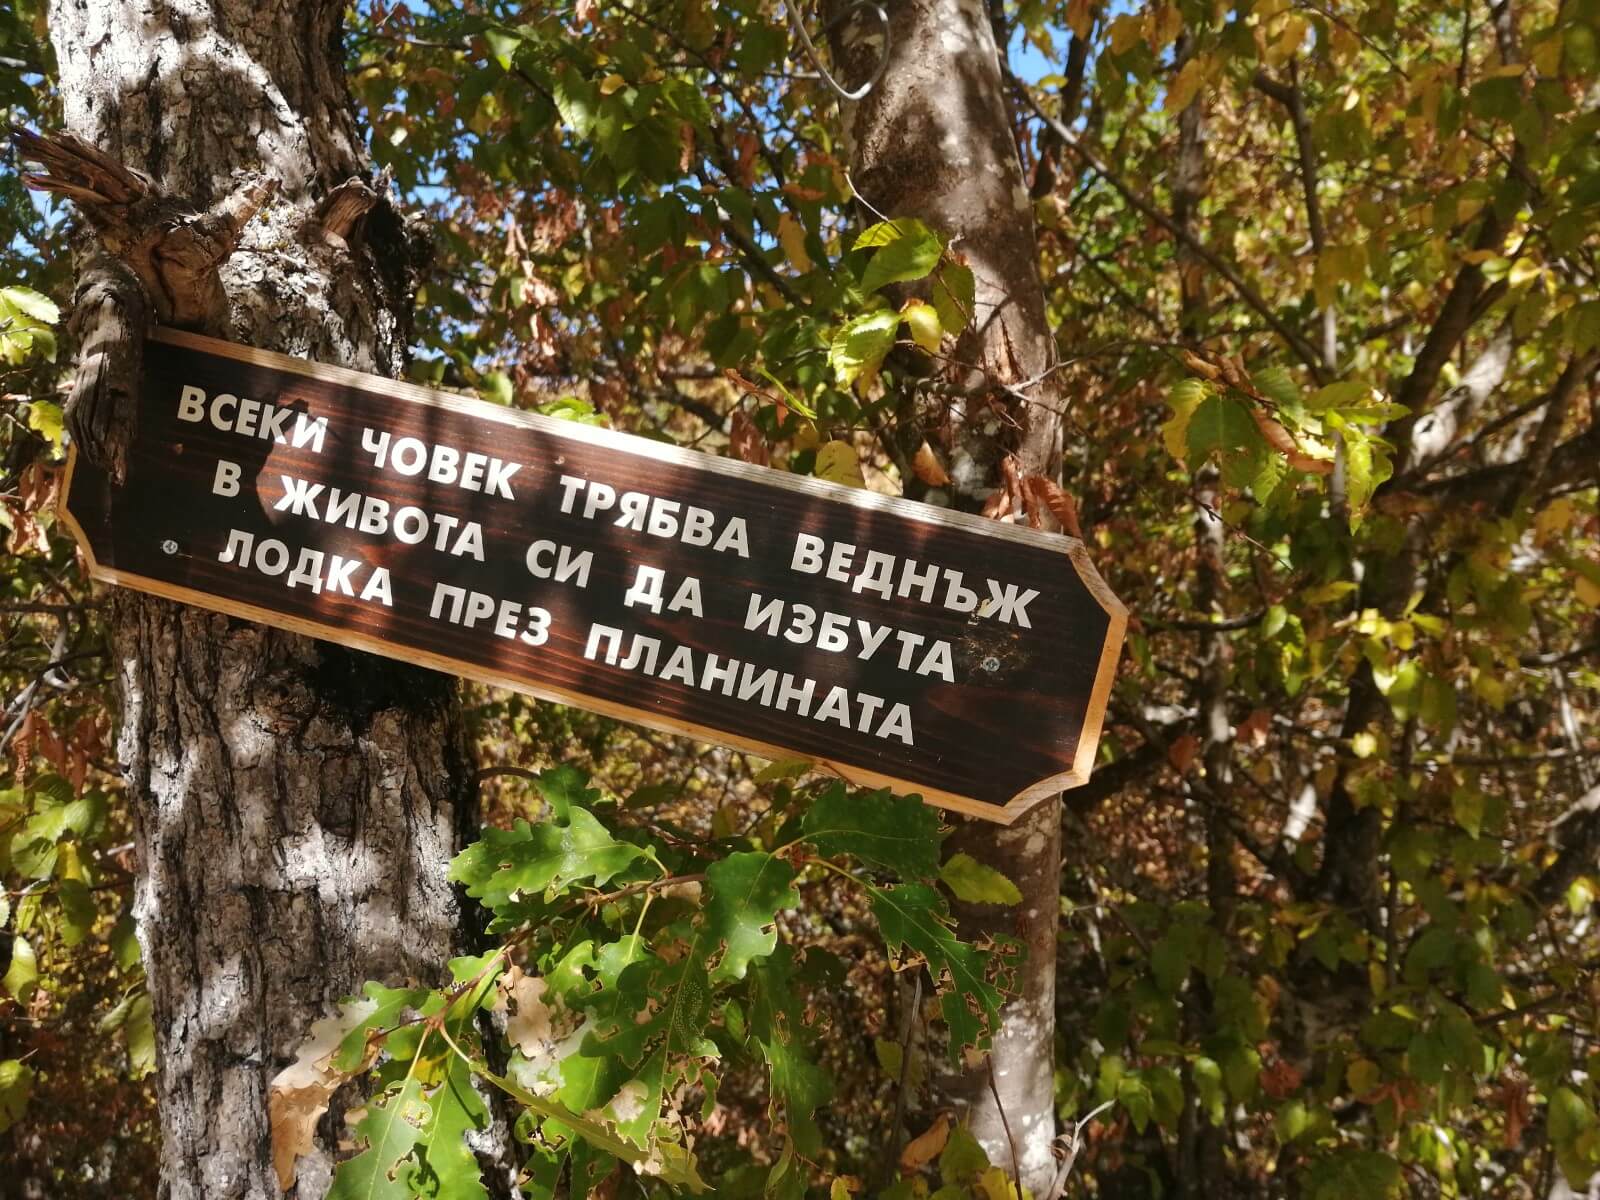 ВСЕКИ ЧОВЕК ТРЯБВА ВЕДНЪЖ
В ЖИВОТА СИ ДА ИЗБУТА
ЛОДКА ПРЕЗ ПЛАНИНАТА